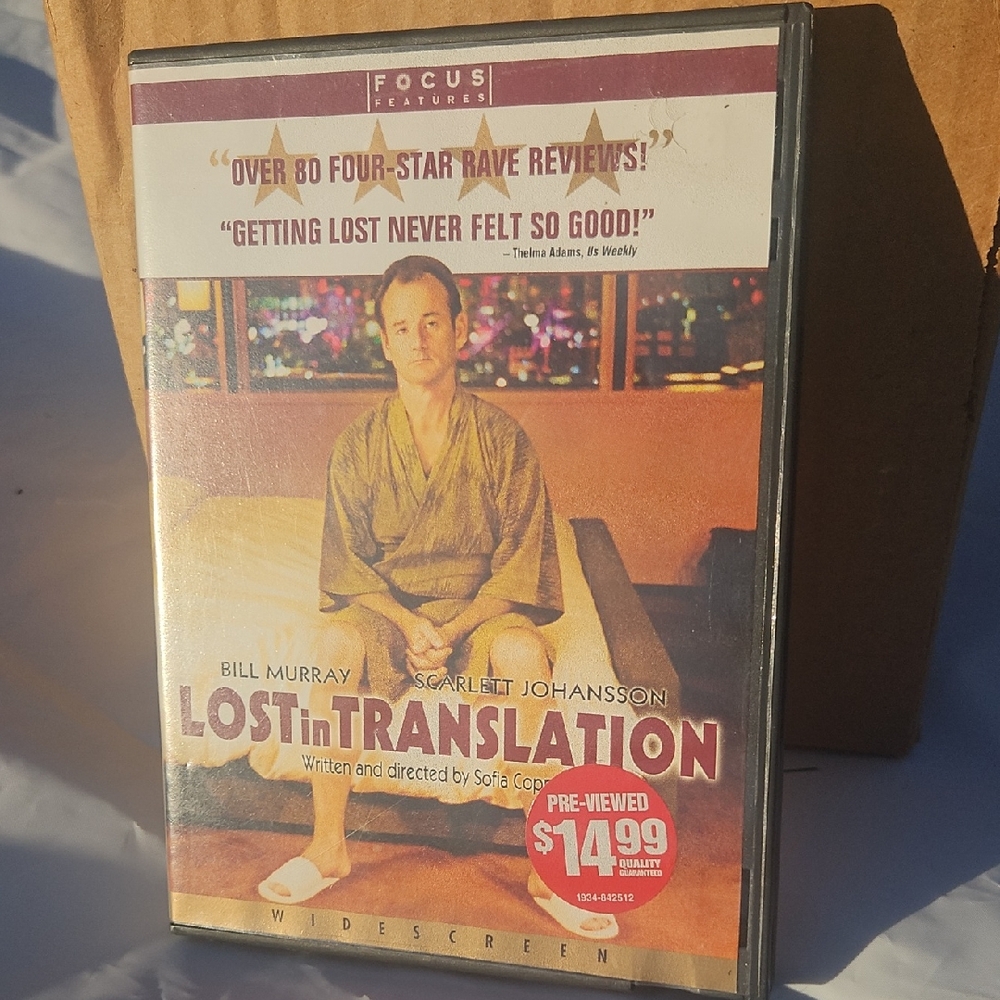 FOCUS
FEATURES
“OVER 80 FOUR-STAR RAVE REVIEWS!”
“GETTING LOST NEVER FELT SO GOOD!”
– Thelma Adams, Us Weekly
BILL MURRAY SCARLETT JOHANSSON
LOST in TRANSLATION
Written and directed by Sofia Copp
PRE-VIEWED
$14.99
QUALITY
GUARANTEED
1934-842512
WIDESCREEN